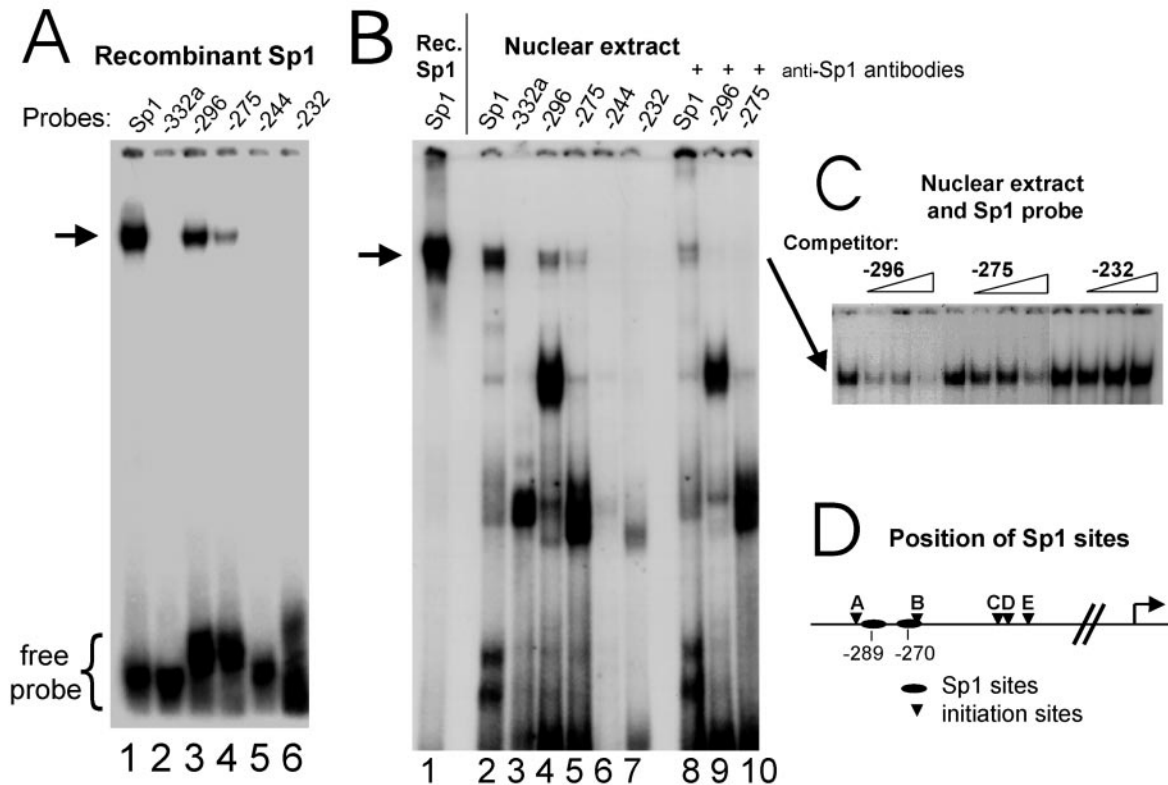 A
Recombinant Sp1
Probes: Sp1 -332a -296 -275 -244 -232
free
probe
1 2 3 4 5 6
B
Rec.
Sp1
Nuclear extract
+ + + anti-Sp1 antibodies
Sp1 Sp1 -332a -296 -275 -244 -232 Sp1 -296 -275
1 2 3 4 5 6 7 8 9 10
C
Nuclear extract
and Sp1 probe
Competitor:
-296 -275 -232
D
Position of Sp1 sites
A B CD E
-289 -270
Sp1 sites
initiation sites